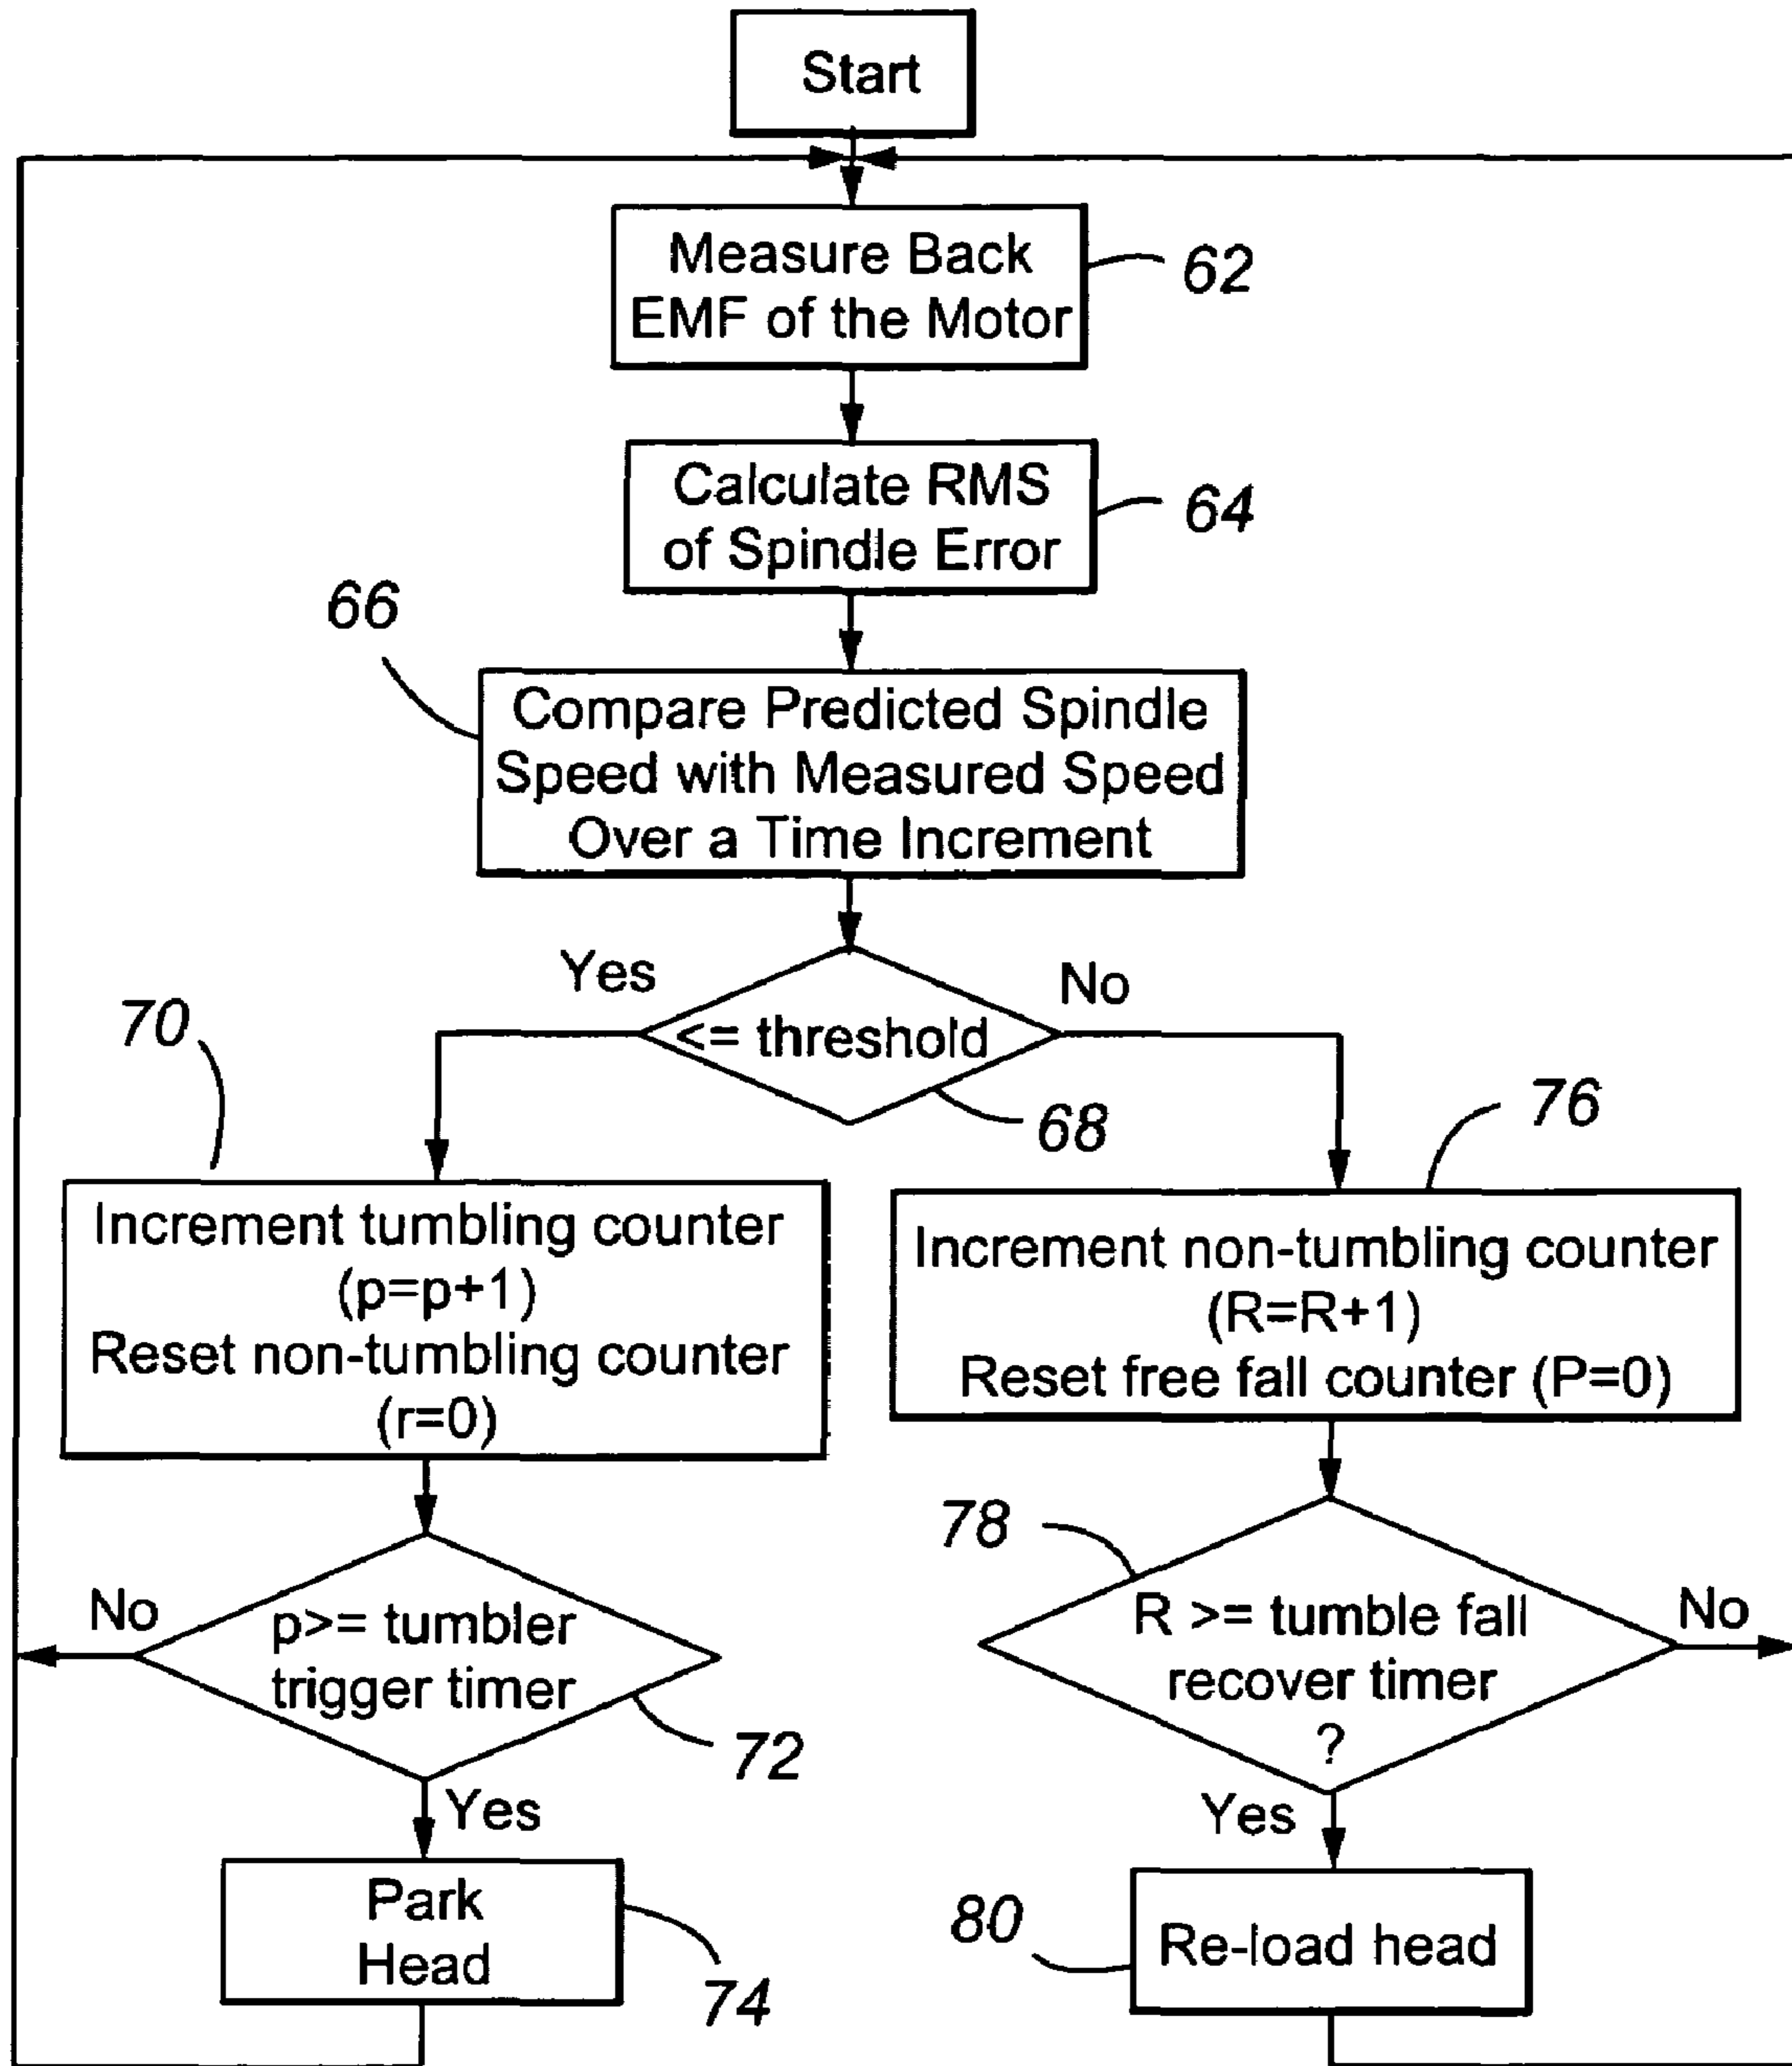 Start
Measure Back
EMF of the Motor
62
Calculate RMS
of Spindle Error
64
66
Compare Predicted Spindle
Speed with Measured Speed
Over a Time Increment
Yes
No
<= threshold
68
70
Increment tumbling counter
(p=p+1)
Reset non-tumbling counter
(r=0)
76
Increment non-tumbling counter
(R=R+1)
Reset free fall counter (P=0)
No
p>= tumbler
trigger timer
72
Yes
78
R >= tumble fall
recover timer
?
No
Yes
Park
Head
74
80
Re-load head